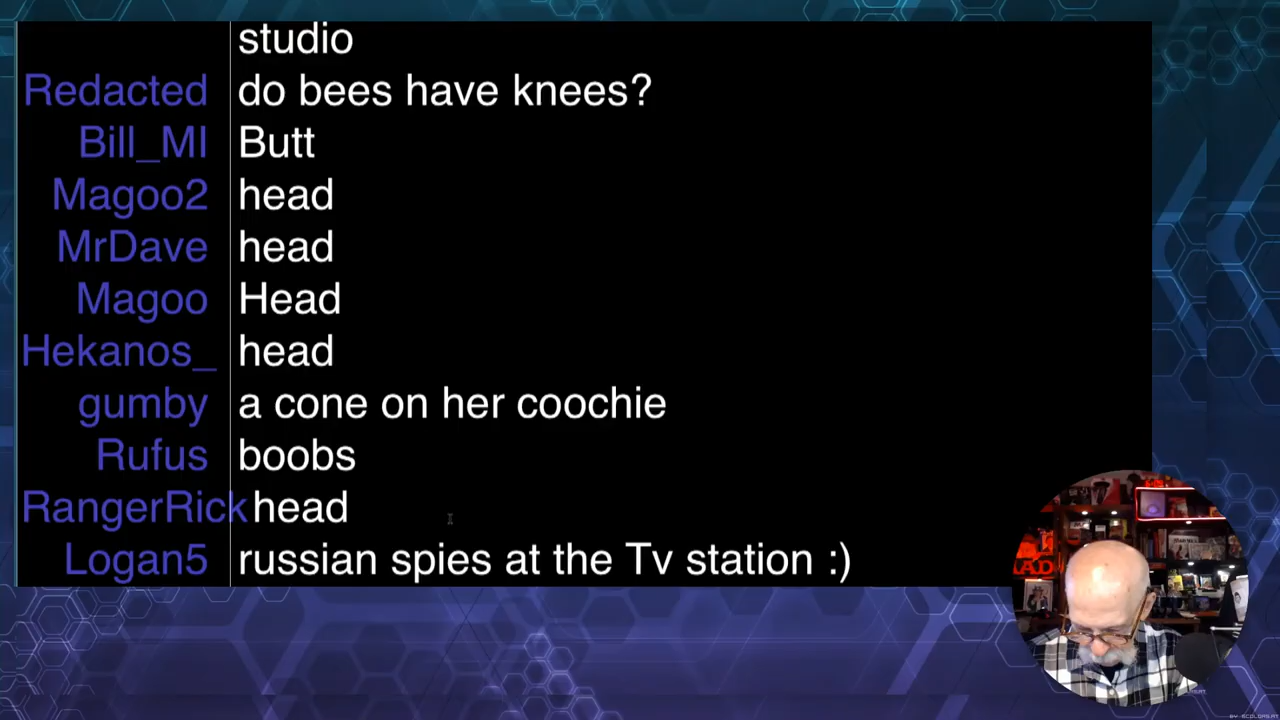 studio
Redacted do bees have knees?
Bill_MI Butt
Magoo2 head
MrDave head
Magoo Head
Hekanos_ head
gumby a cone on her coochie
Rufus boobs
RangerRick head
Logan5 russian spies at the Tv station :)